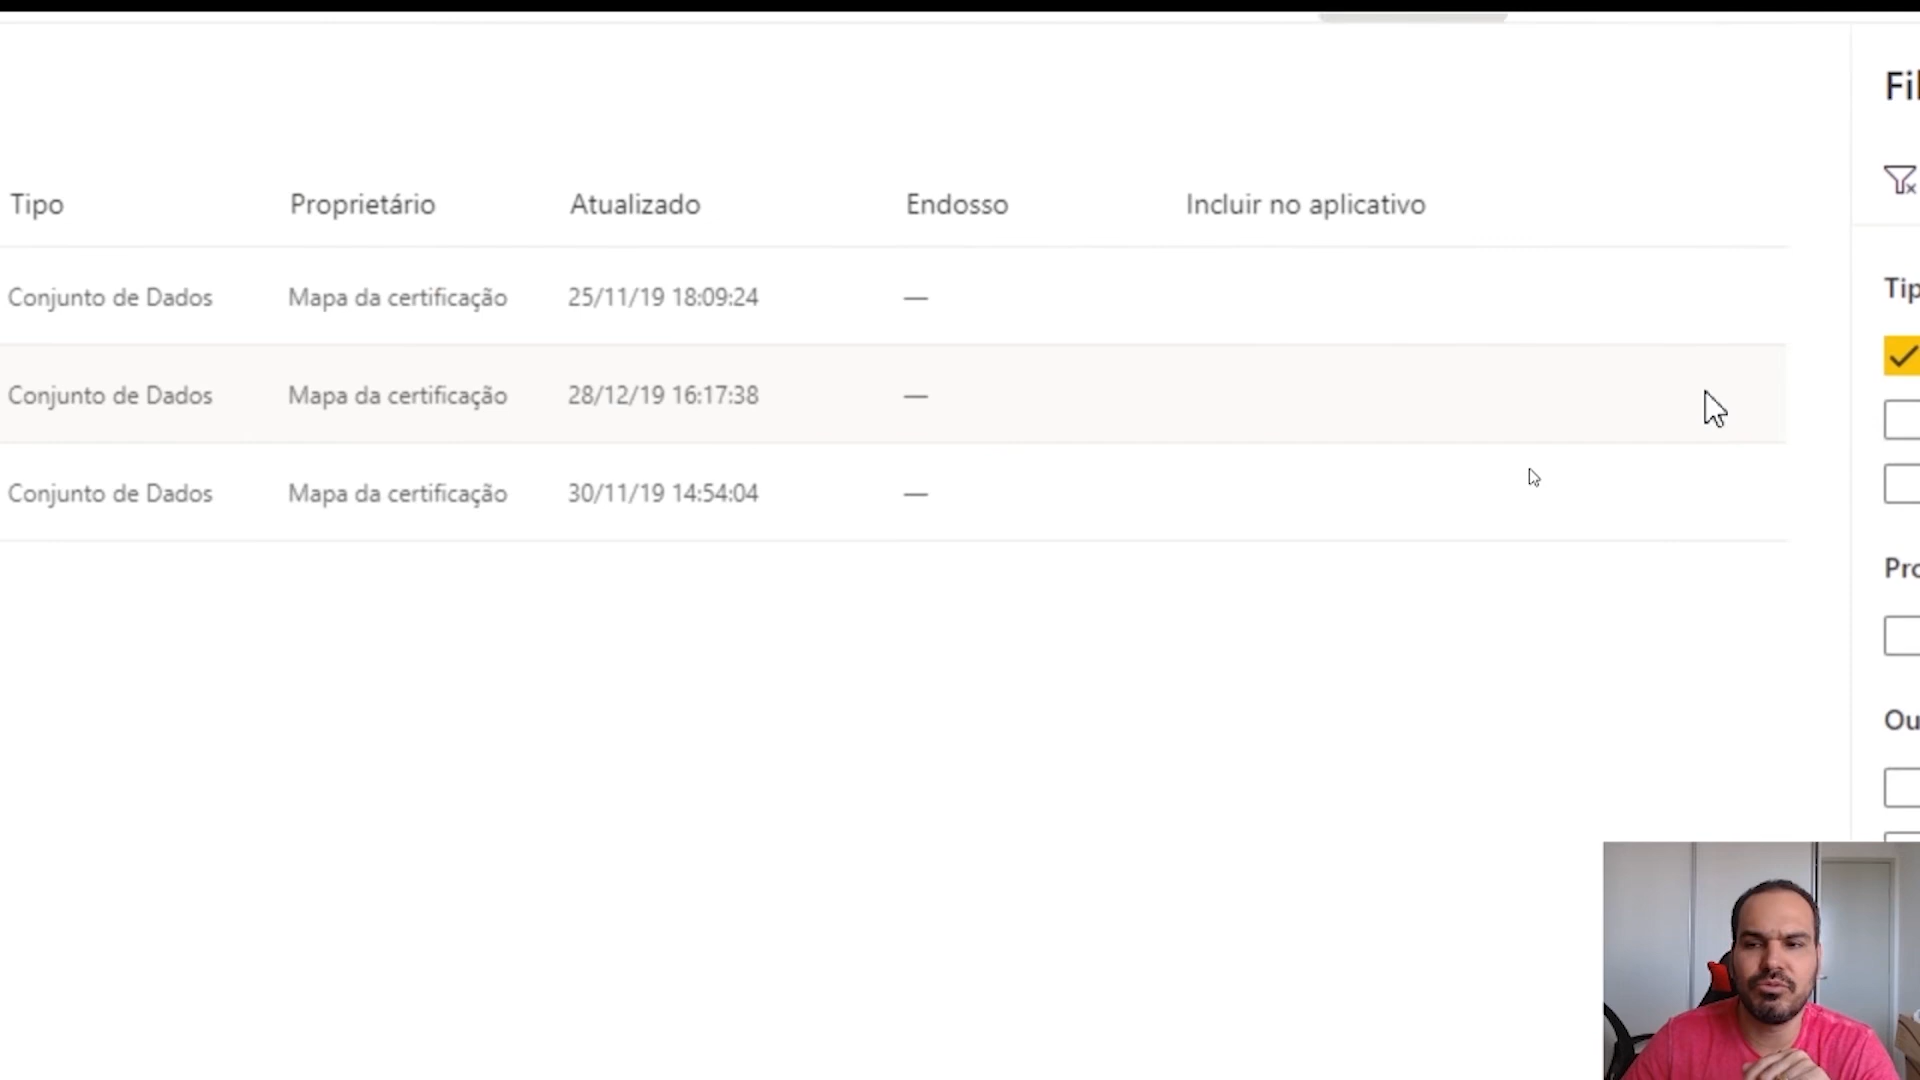 Tipo Proprietário Atualizado Endosso Incluir no aplicativo
Conjunto de Dados Mapa da certificação 25/11/19 18:09:24 —
Conjunto de Dados Mapa da certificação 28/12/19 16:17:38 —
Conjunto de Dados Mapa da certificação 30/11/19 14:54:04 —
Fil
Tip
Pro
Ou